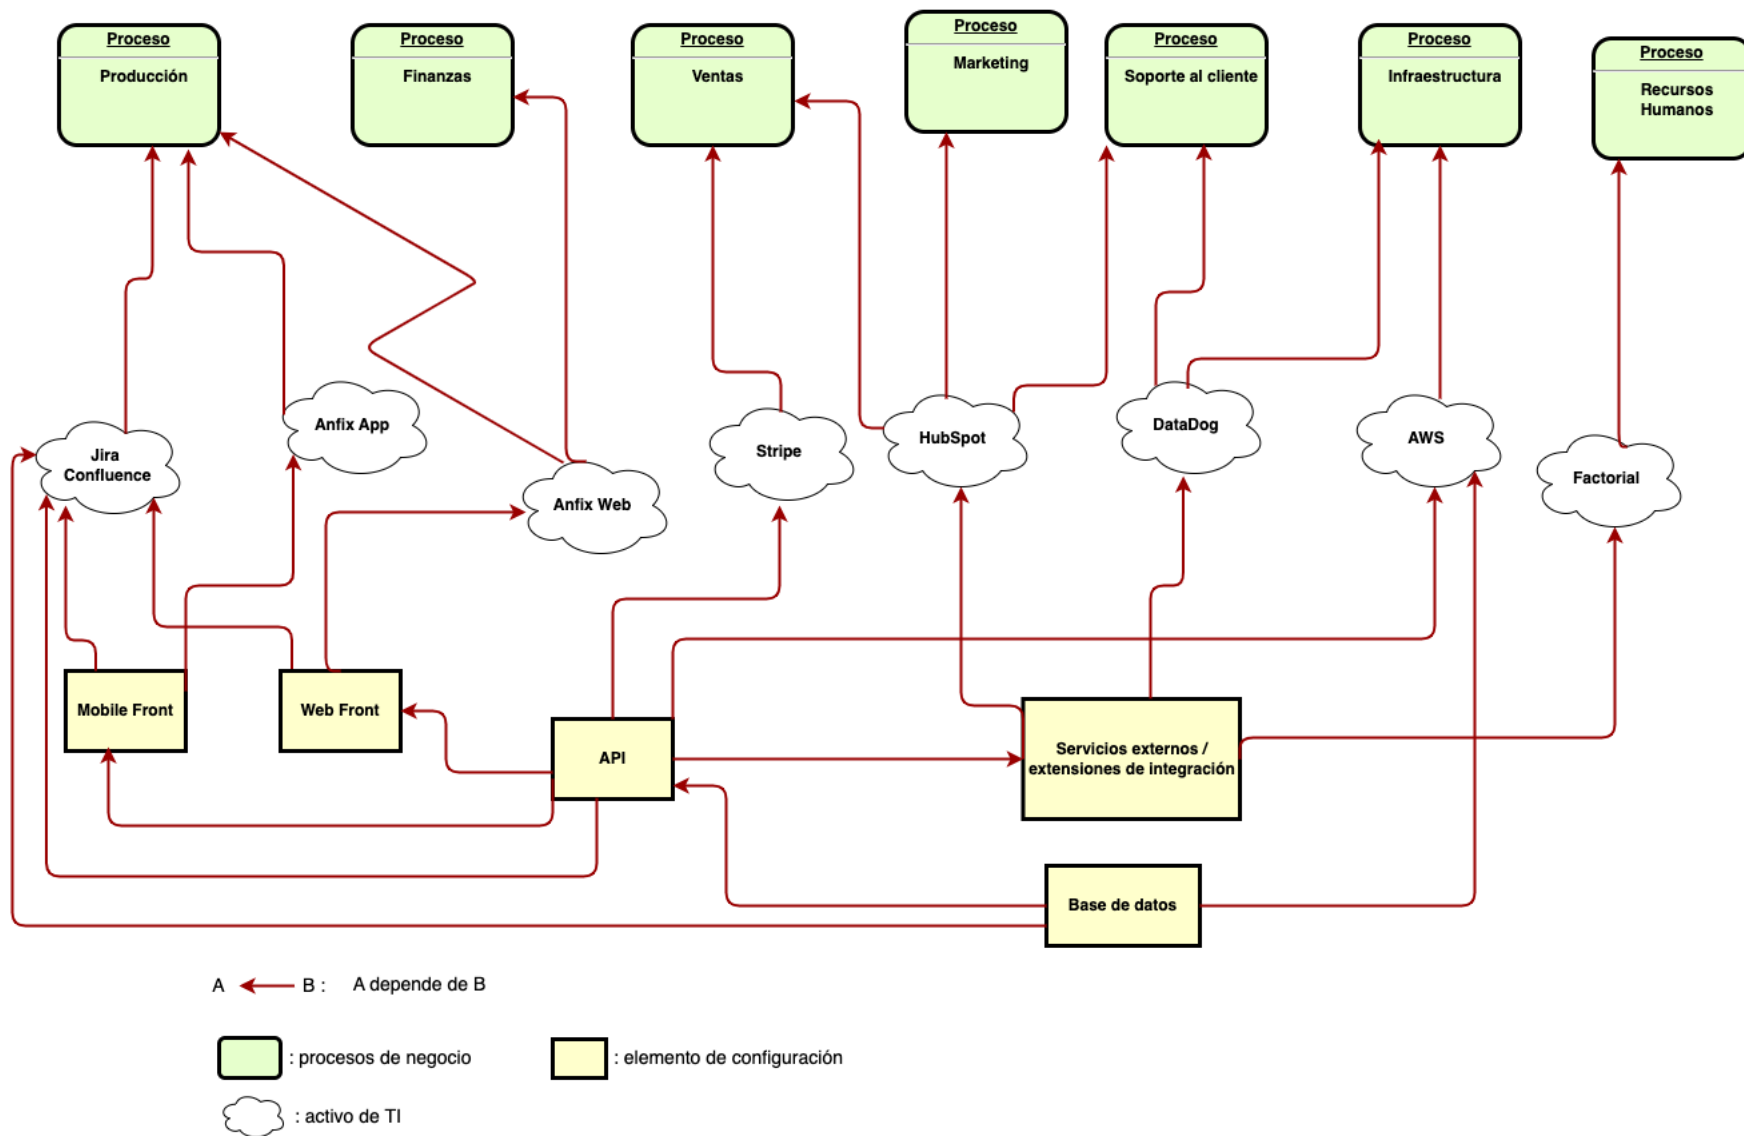 Proceso
Producción
Proceso
Finanzas
Proceso
Ventas
Proceso
Marketing
Proceso
Soporte al cliente
Proceso
Infraestructura
Proceso
Recursos
Humanos
Jira
Confluence
Anfix App
Anfix Web
Stripe
HubSpot
DataDog
AWS
Factorial
Mobile Front
Web Front
API
Servicios externos /
extensiones de integración
Base de datos
A B : A depende de B
: procesos de negocio
: elemento de configuración
: activo de TI